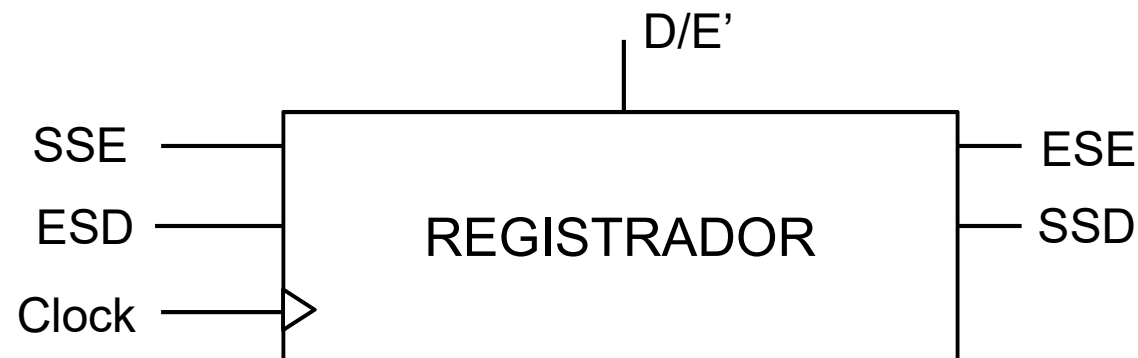 D/E’
SSE
ESE
ESD
REGISTRADOR
SSD
Clock